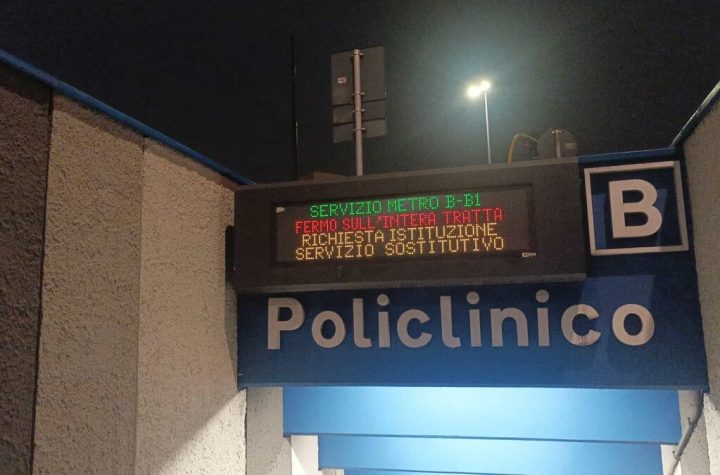 SERVIZIO METRO B-B1
FERMO SULL'INTERA TRATTA
RICHIESTA ISTITUZIONE
SERVIZIO SOSTITUTIVO
B
Policlinico